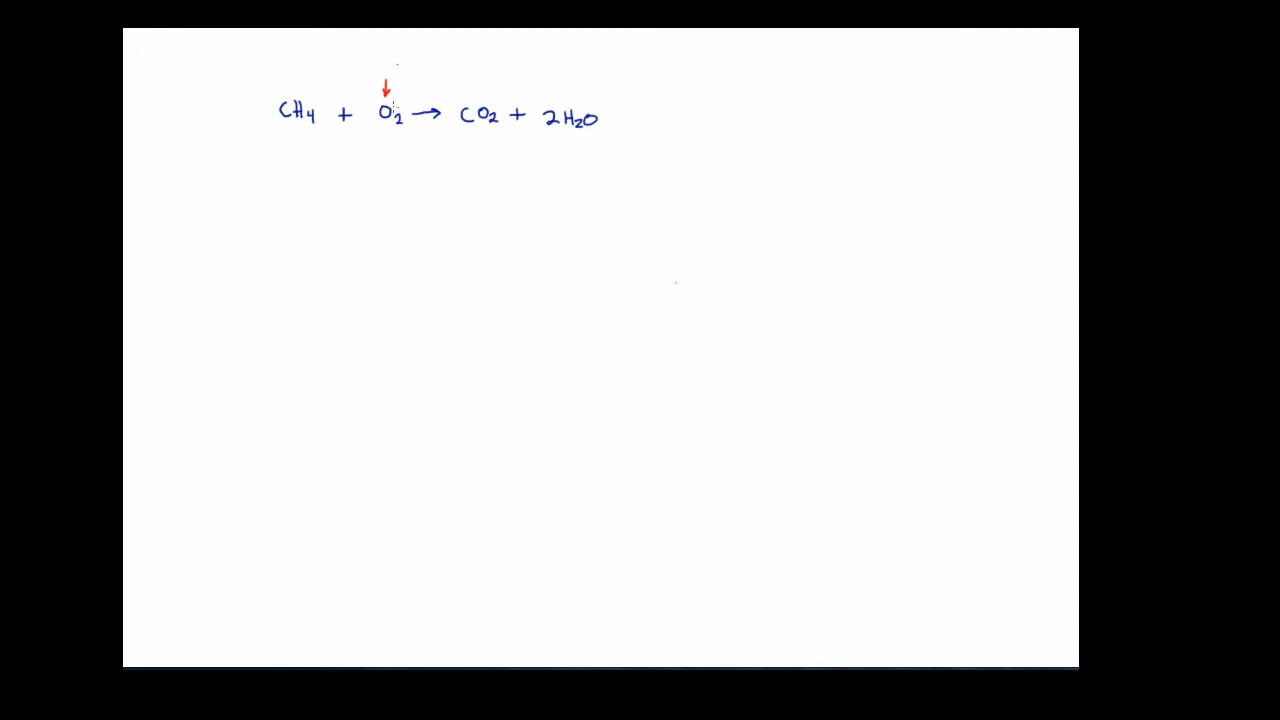 CH₄ + O₂ → CO₂ + 2H₂O